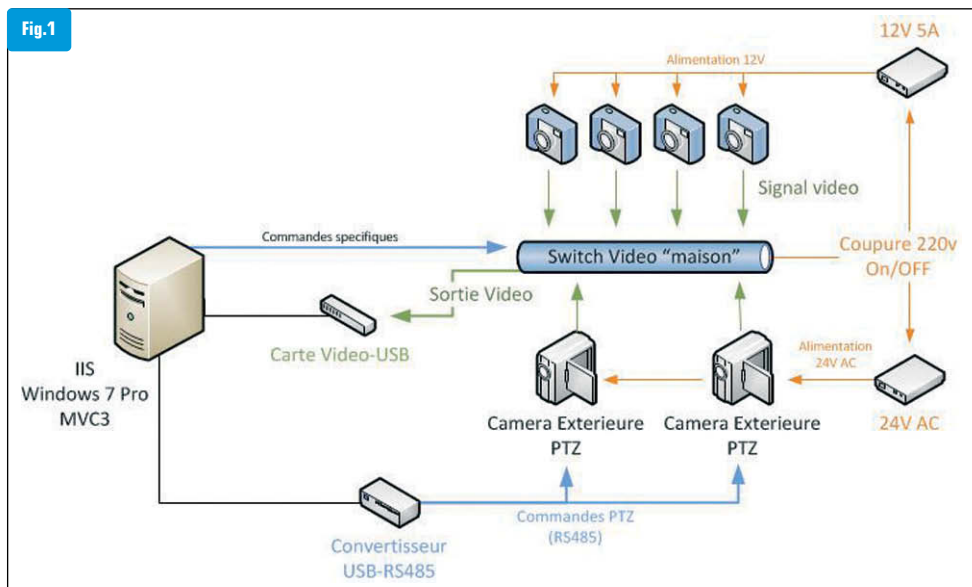 Fig.1
12V 5A
Alimentation 12V
Signal video
Commandes specifiques
Switch Video "maison"
Coupure 220v
On/OFF
Sortie Video
Carte Video-USB
IIS
Windows 7 Pro
MVC3
Alimentation
24V AC
24V AC
Camera Exterieure
PTZ
Camera Exterieure
PTZ
Commandes PTZ
(RS485)
Convertisseur
USB-RS485